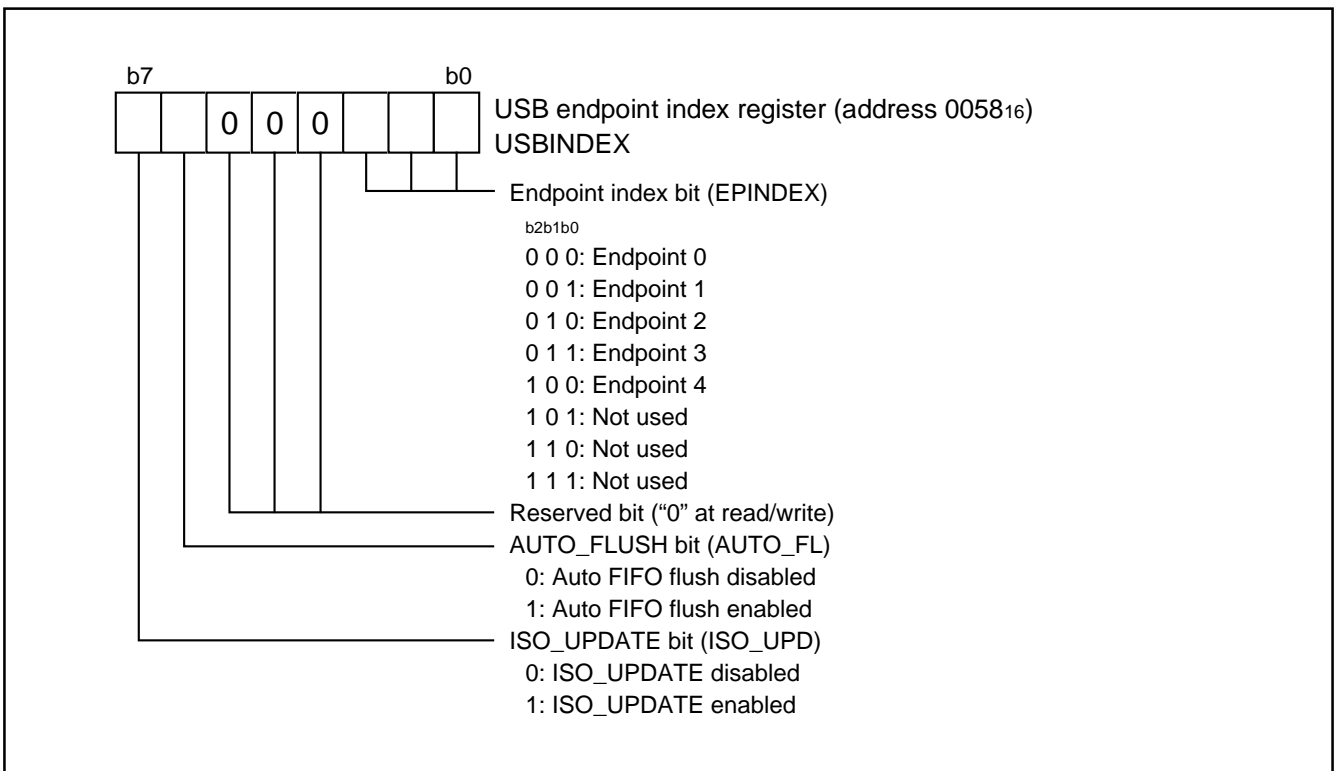 b7 b0
0 0 0
USB endpoint index register (address 005816)
USBINDEX
Endpoint index bit (EPINDEX)
b2b1b0
0 0 0: Endpoint 0
0 0 1: Endpoint 1
0 1 0: Endpoint 2
0 1 1: Endpoint 3
1 0 0: Endpoint 4
1 0 1: Not used
1 1 0: Not used
1 1 1: Not used
Reserved bit (“0” at read/write)
AUTO_FLUSH bit (AUTO_FL)
0: Auto FIFO flush disabled
1: Auto FIFO flush enabled
ISO_UPDATE bit (ISO_UPD)
0: ISO_UPDATE disabled
1: ISO_UPDATE enabled